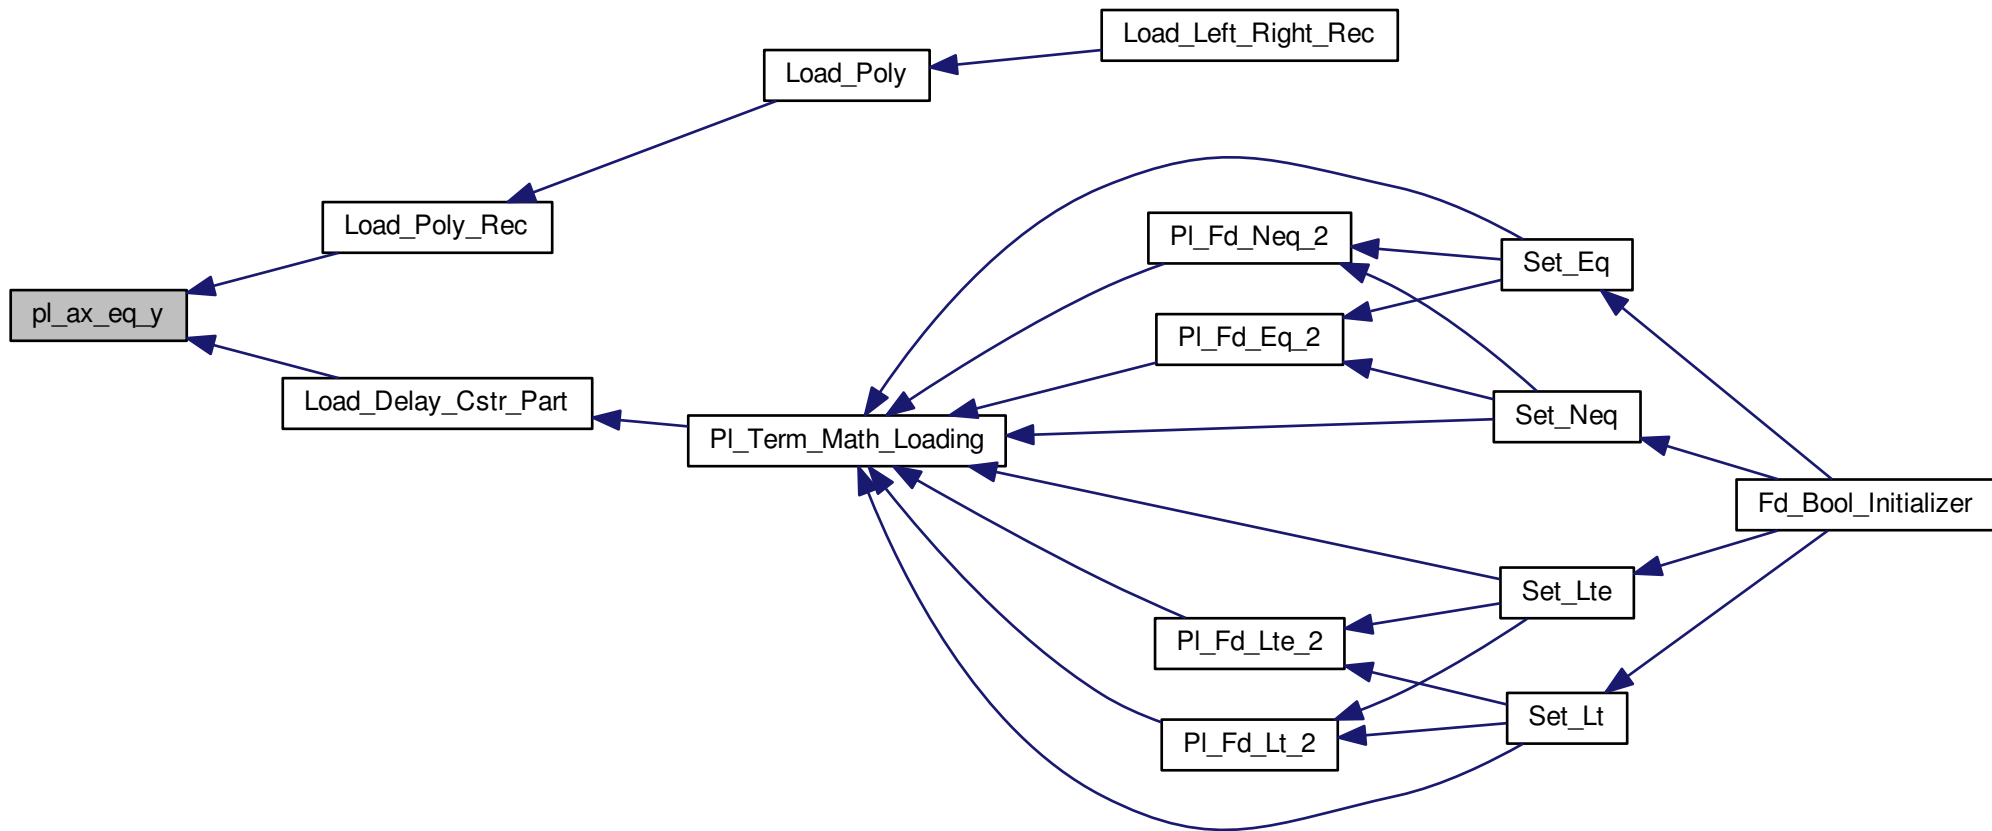 Load_Left_Right_Rec
Load_Poly
Load_Poly_Rec
pl_ax_eq_y
Load_Delay_Cstr_Part
Pl_Term_Math_Loading
Pl_Fd_Neq_2
Pl_Fd_Eq_2
Set_Eq
Set_Neq
Fd_Bool_Initializer
Set_Lte
Pl_Fd_Lte_2
Set_Lt
Pl_Fd_Lt_2